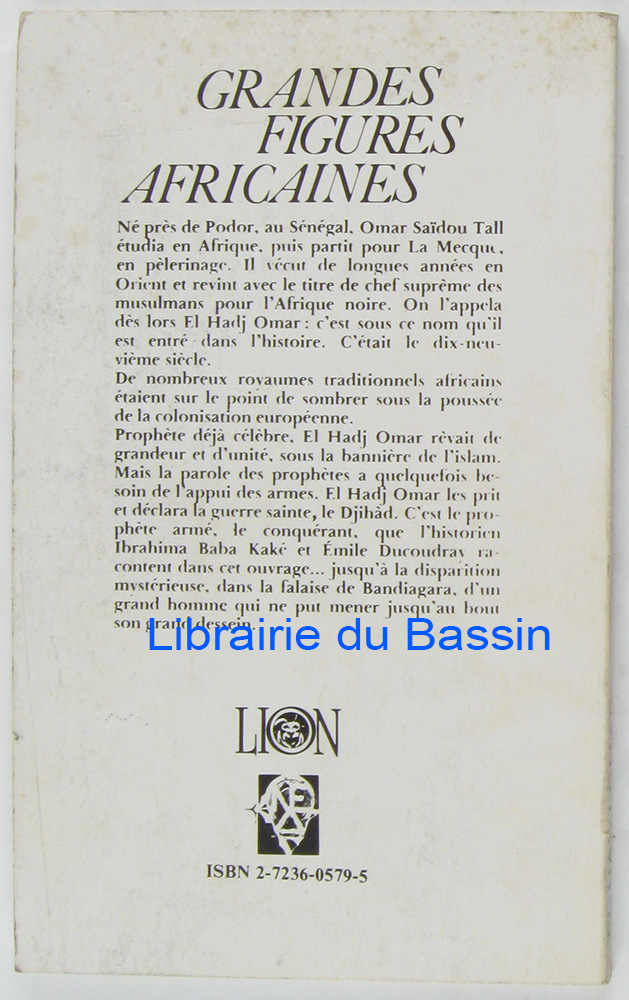 GRANDES
FIGURES
AFRICAINES
Né près de Podor, au Sénégal, Omar Saïdou Tall
étudia en Afrique, puis partit pour La Mecque,
en pèlerinage. Il vécut de longues années en
Orient et revint avec le titre de chef suprême des
musulmans pour l'Afrique noire. On l'appela
dès lors El Hadj Omar : c'est sous ce nom qu'il
est entré dans l'histoire. C'était le dix-neu-
vième siècle.
De nombreux royaumes traditionnels africains
étaient sur le point de sombrer sous la poussée
de la colonisation européenne.
Prophète déjà célèbre, El Hadj Omar rêvait de
grandeur et d'unité, sous la bannière de l'islam.
Mais la parole des prophètes a quelquefois be-
soin de l'appui des armes. El Hadj Omar les prit
et déclara la guerre sainte, le Djihàd. C'est le pro-
phète armé, le conquérant, que l'historien
Ibrahima Baba Kaké et Émile Ducoudray ra-
content dans cet ouvrage... jusqu'à la disparition
mystérieuse, dans la falaise de Bandiagara, d'un
grand homme qui ne put mener jusqu'au bout
son grand dessein.
Librairie du Bassin
LION
NEA
ISBN 2-7236-0579-5